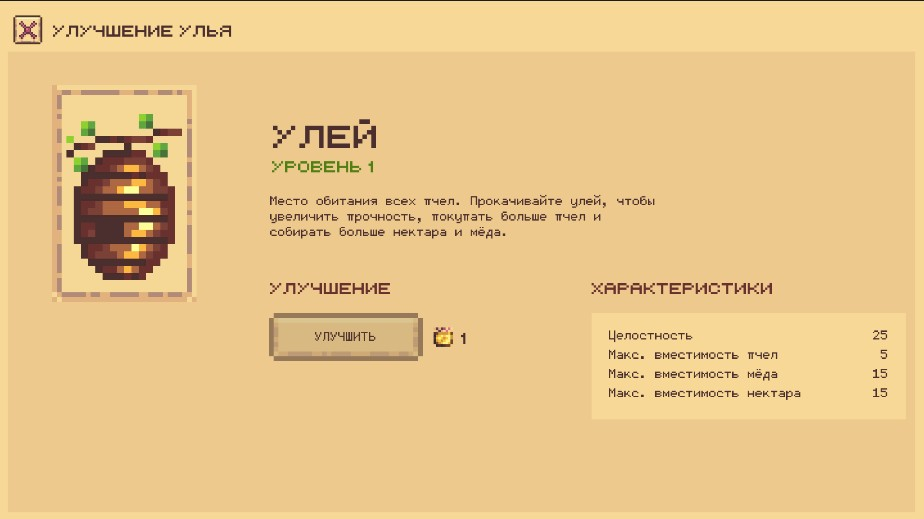 УЛУЧШЕНИЕ УЛЬЯ
УЛЕЙ
УРОВЕНЬ 1
Место обитания всех пчел. Прокачивайте улей, чтобы
увеличить прочность, покупать больше пчел и
собирать больше нектара и мёда.
УЛУЧШЕНИЕ
УЛУЧШИТЬ 1
ХАРАКТЕРИСТИКИ
Целостность 25
Макс. вместимость пчел 5
Макс. вместимость мёда 15
Макс. вместимость нектара 15